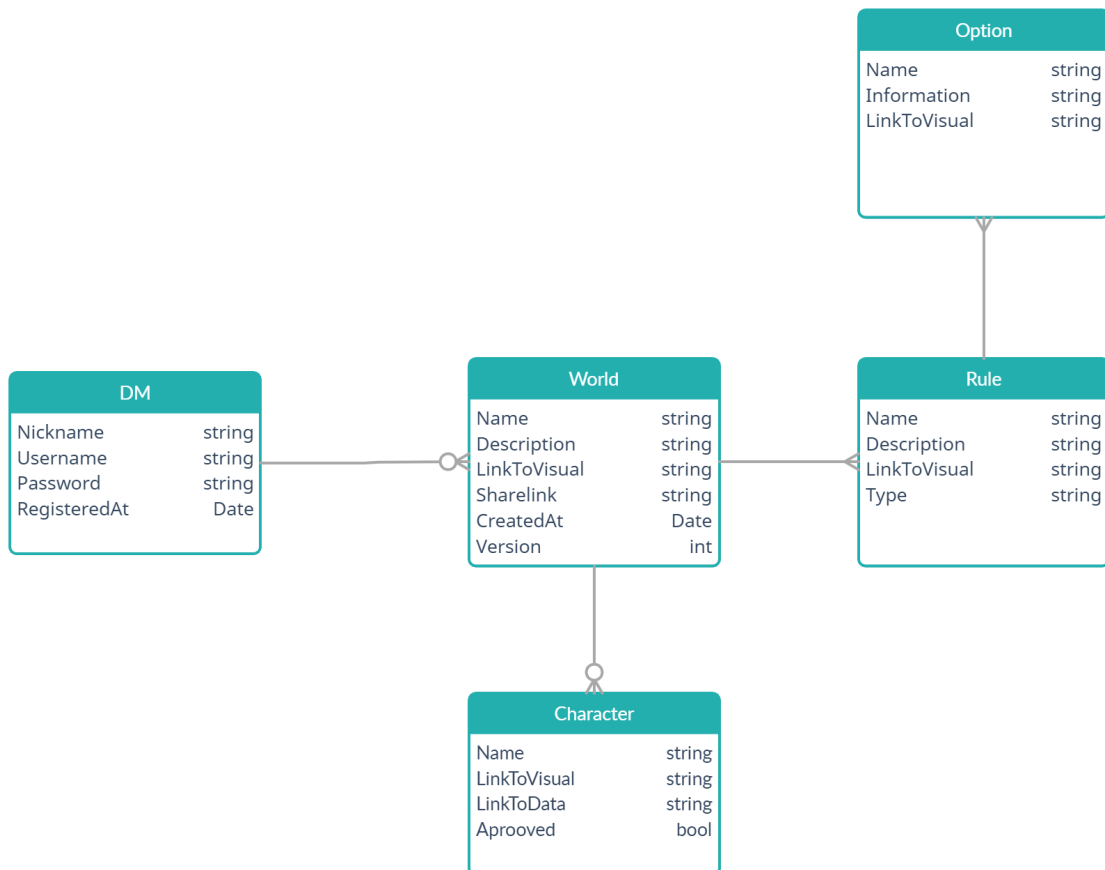 Option
Name string
Information string
LinkToVisual string
DM
Nickname string
Username string
Password string
RegisteredAt Date
World
Name string
Description string
LinkToVisual string
Sharelink string
CreatedAt Date
Version int
Rule
Name string
Description string
LinkToVisual string
Type string
Character
Name string
LinkToVisual string
LinkToData string
Aprooved bool